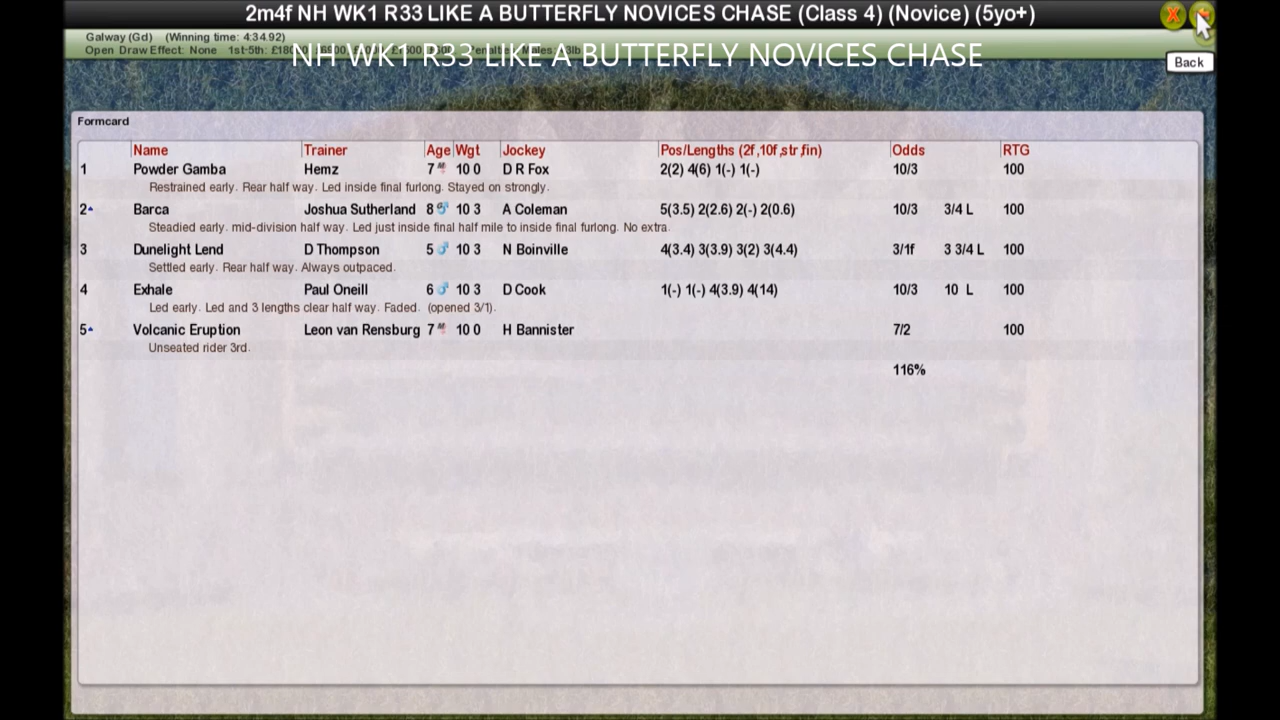 2m4f NH WK1 R33 LIKE A BUTTERFLY NOVICES CHASE (Class 4) (Novice) (5yo+)
Galway (Gd) (Winning time: 4:34.92)
Open Draw Effect: None 1st-5th: Males:
NH WK1 R33 LIKE A BUTTERFLY NOVICES CHASE
Back
Formcard
Name Trainer Age Wgt Jockey Pos/Lengths (2f,10f,str,fin) Odds RTG
1 Powder Gamba Hemz 7 10 0 D R Fox 2(2) 4(6) 1(-) 1(-) 10/3 100
Restrained early. Rear half way. Led inside final furlong. Stayed on strongly.
2 Barca Joshua Sutherland 8 10 3 A Coleman 5(3.5) 2(2.6) 2(-) 2(0.6) 10/3 3/4 L 100
Steadied early. mid-division half way. Led just inside final half mile to inside final furlong. No extra.
3 Dunelight Lend D Thompson 5 10 3 N Boinville 4(3.4) 3(3.9) 3(2) 3(4.4) 3/1f 3 3/4 L 100
Settled early. Rear half way. Always outpaced.
4 Exhale Paul Oneill 6 10 3 D Cook 1(-) 1(-) 4(3.9) 4(14) 10/3 10 L 100
Led early. Led and 3 lengths clear half way. Faded. (opened 3/1).
5 Volcanic Eruption Leon van Rensburg 7 10 0 H Bannister 7/2 100
Unseated rider 3rd.
116%